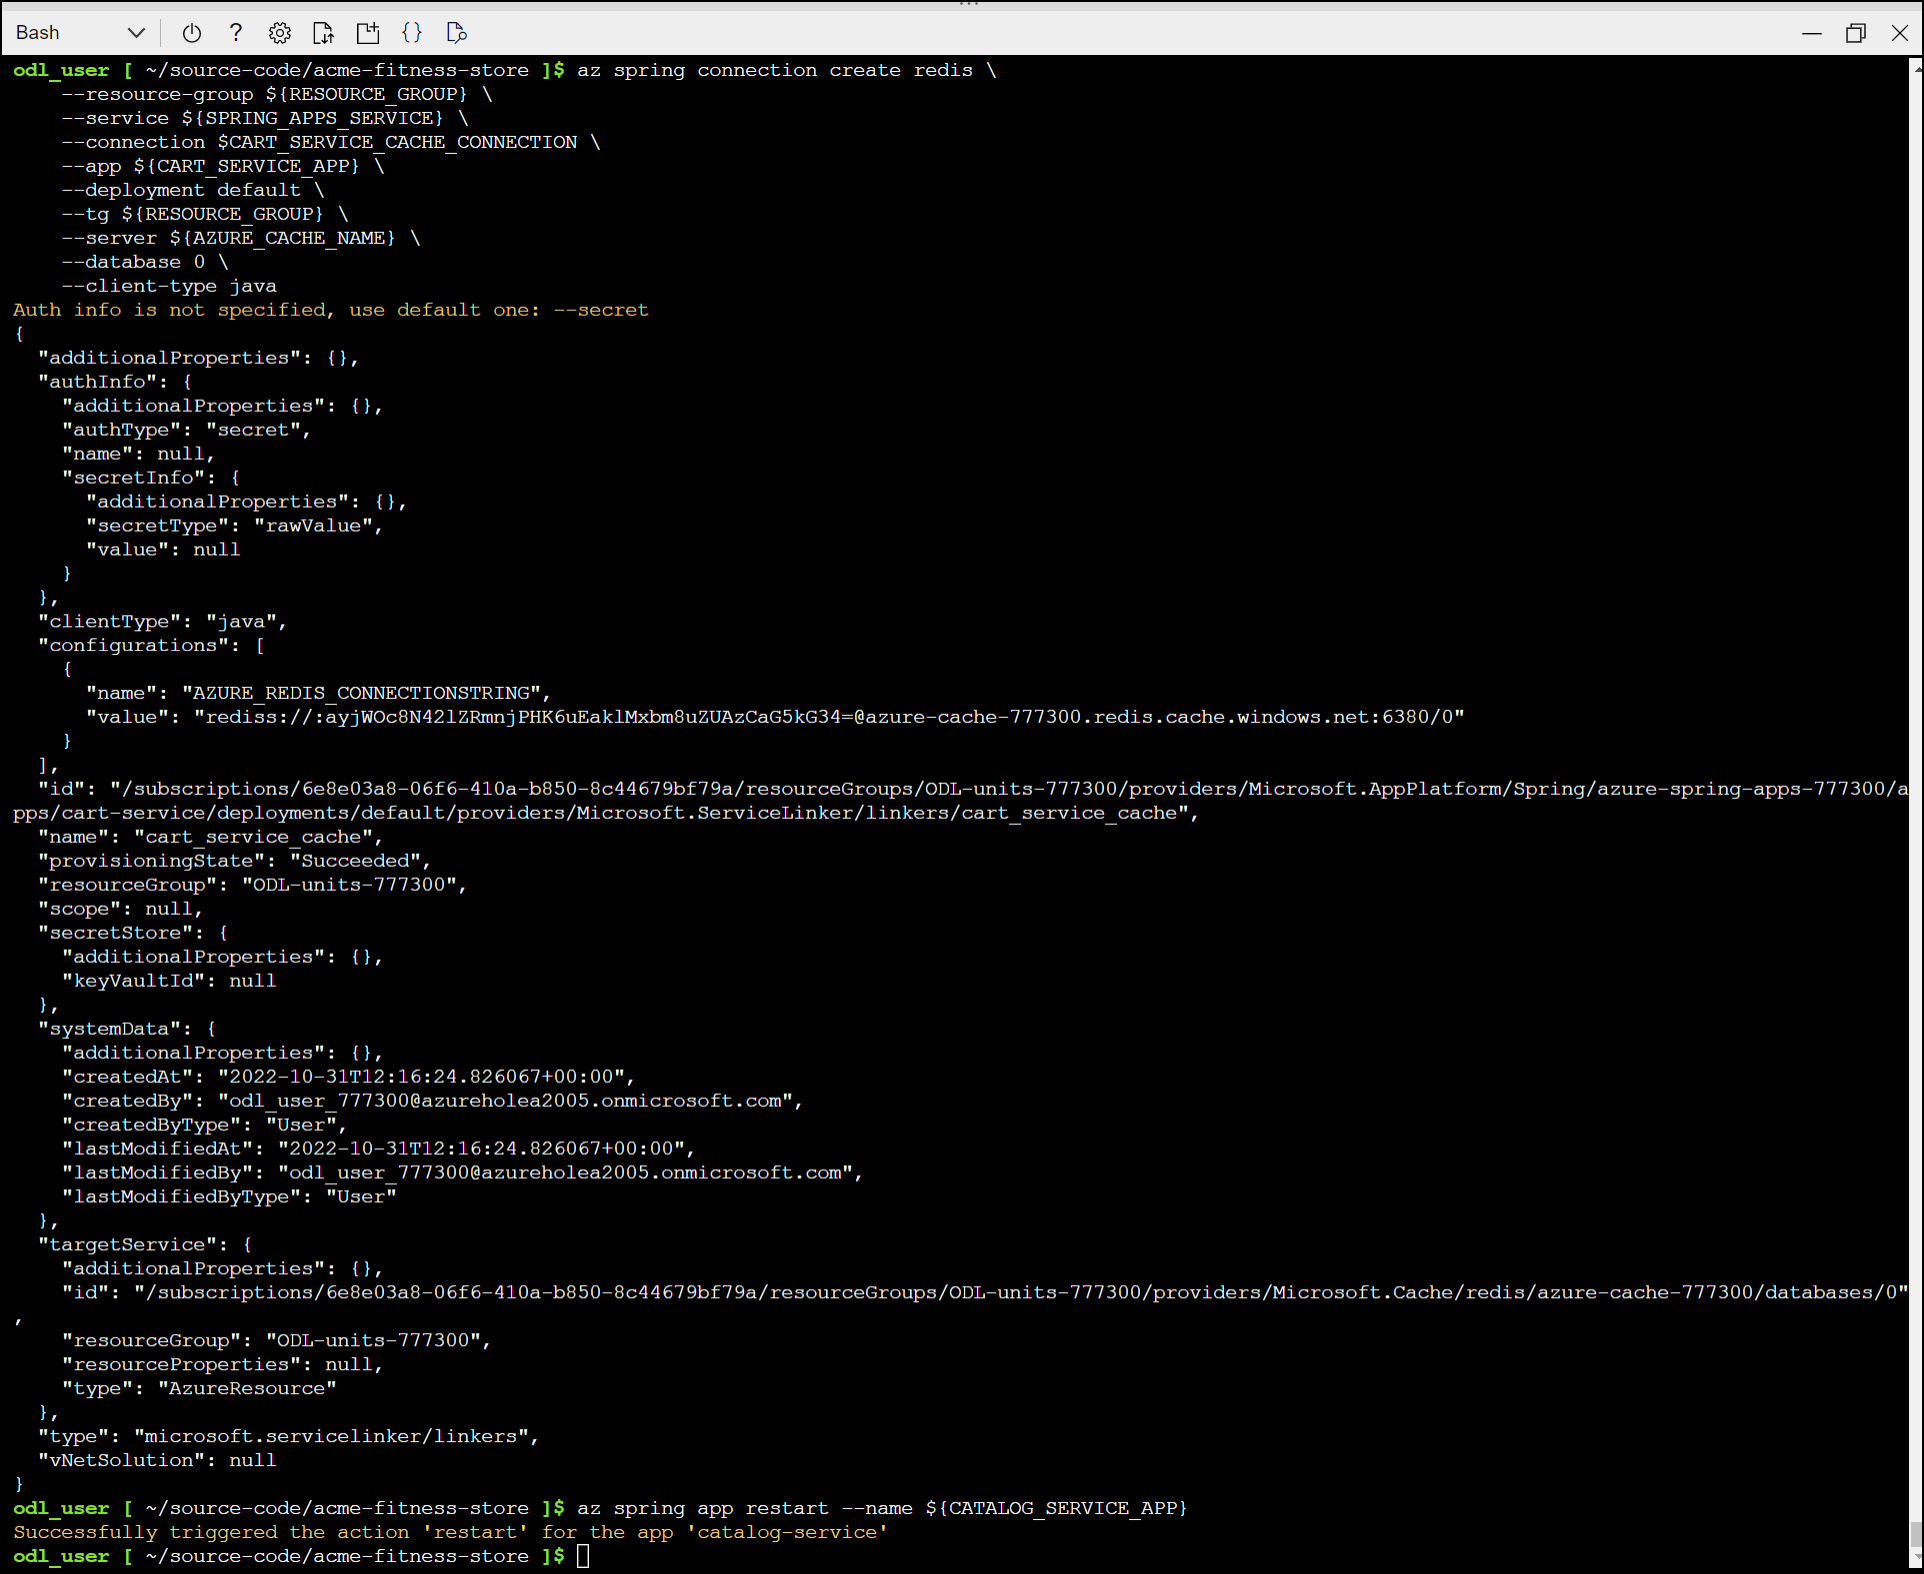 Bash
odl_user [ ~/source-code/acme-fitness-store ]$ az spring connection create redis \
    --resource-group ${RESOURCE_GROUP} \
    --service ${SPRING_APPS_SERVICE} \
    --connection $CART_SERVICE_CACHE_CONNECTION \
    --app ${CART_SERVICE_APP} \
    --deployment default \
    --tg ${RESOURCE_GROUP} \
    --server ${AZURE_CACHE_NAME} \
    --database 0 \
    --client-type java
Auth info is not specified, use default one: --secret
{
  "additionalProperties": {},
  "authInfo": {
    "additionalProperties": {},
    "authType": "secret",
    "name": null,
    "secretInfo": {
      "additionalProperties": {},
      "secretType": "rawValue",
      "value": null
    }
  },
  "clientType": "java",
  "configurations": [
    {
      "name": "AZURE_REDIS_CONNECTIONSTRING",
      "value": "rediss://:ayjWOc8N42lZRmnjPHK6uEaklMxbm8uZUAzCaG5kG34=@azure-cache-777300.redis.cache.windows.net:6380/0"
    }
  ],
  "id": "/subscriptions/6e8e03a8-06f6-410a-b850-8c44679bf79a/resourceGroups/ODL-units-777300/providers/Microsoft.AppPlatform/Spring/azure-spring-apps-777300/a
pps/cart-service/deployments/default/providers/Microsoft.ServiceLinker/linkers/cart_service_cache",
  "name": "cart_service_cache",
  "provisioningState": "Succeeded",
  "resourceGroup": "ODL-units-777300",
  "scope": null,
  "secretStore": {
    "additionalProperties": {},
    "keyVaultId": null
  },
  "systemData": {
    "additionalProperties": {},
    "createdAt": "2022-10-31T12:16:24.826067+00:00",
    "createdBy": "odl_user_777300@azureholea2005.onmicrosoft.com",
    "createdByType": "User",
    "lastModifiedAt": "2022-10-31T12:16:24.826067+00:00",
    "lastModifiedBy": "odl_user_777300@azureholea2005.onmicrosoft.com",
    "lastModifiedByType": "User"
  },
  "targetService": {
    "additionalProperties": {},
    "id": "/subscriptions/6e8e03a8-06f6-410a-b850-8c44679bf79a/resourceGroups/ODL-units-777300/providers/Microsoft.Cache/redis/azure-cache-777300/databases/0"
,
    "resourceGroup": "ODL-units-777300",
    "resourceProperties": null,
    "type": "AzureResource"
  },
  "type": "microsoft.servicelinker/linkers",
  "vNetSolution": null
}
odl_user [ ~/source-code/acme-fitness-store ]$ az spring app restart --name ${CATALOG_SERVICE_APP}
Successfully triggered the action 'restart' for the app 'catalog-service'
odl_user [ ~/source-code/acme-fitness-store ]$